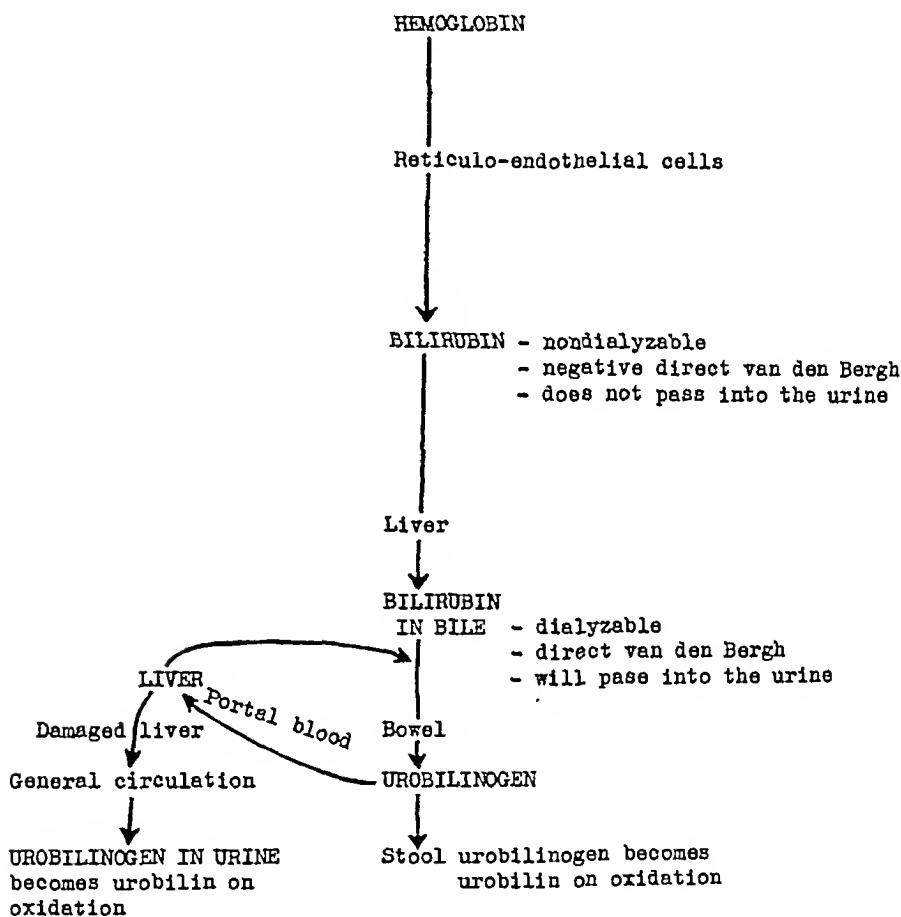 HEMOGLOBIN
Reticulo-endothelial cells
BILIRUBIN - nondialyzable
- negative direct van den Bergh
- does not pass into the urine
Liver
BILIRUBIN
IN BILE - dialyzable
- direct van den Bergh
- will pase into the urine
LIVER
Portal blood
Damaged liver
Bowel
General circulation
UROBILINOGEN
UROBILINOGEN IN URINE
becomes urobilin on
oxidation
Stool urobilinogen becomes
urobilin on oxidation